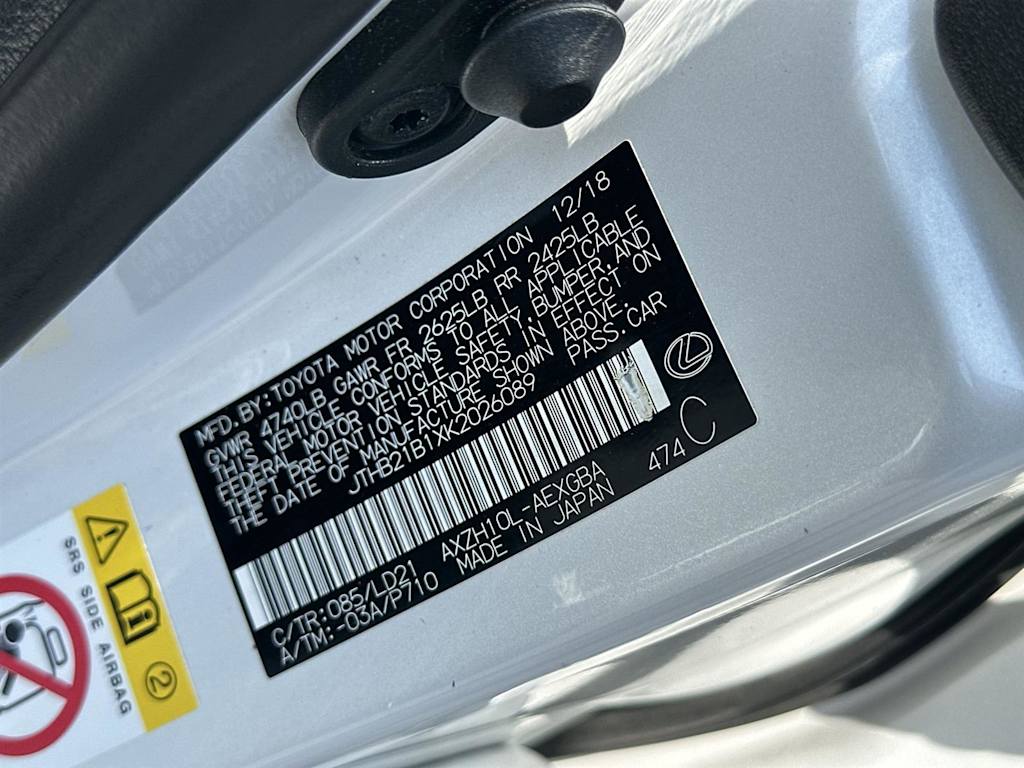 MFD. BY: TOYOTA MOTOR CORPORATION 12/18
GVWR 4740LB GAWR FR 2625LB RR 2425LB
THIS VEHICLE CONFORMS TO ALL APPLICABLE
FEDERAL MOTOR VEHICLE SAFETY, BUMPER, AND
THEFT PREVENTION STANDARDS IN EFFECT ON
THE DATE OF MANUFACTURE SHOWN ABOVE.
JTHB21B1XK2026089 PASS. CAR
C/TR: 085/LD21 AXZH10L-AEXGBA 474 C
A/TM: -03A/P710 MADE IN JAPAN
SRS SIDE AIRBAG
2